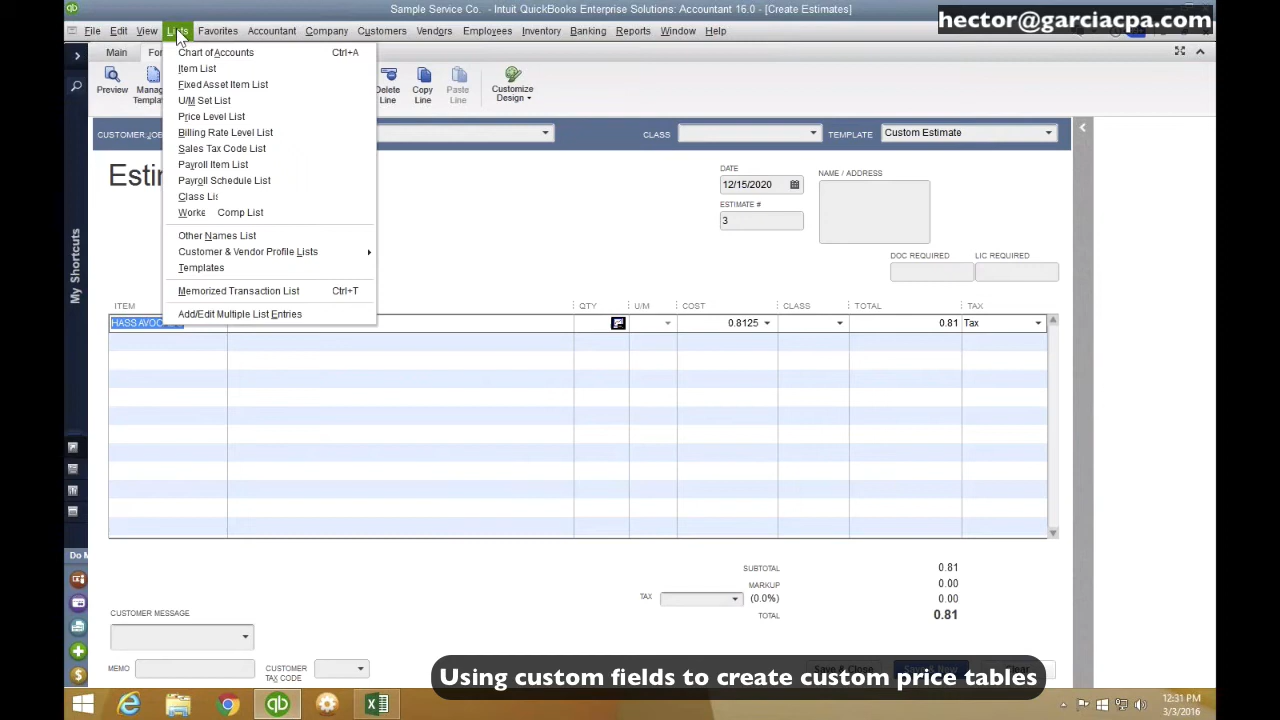 Sample Service Co. - Intuit QuickBooks Enterprise Solutions: Accountant 16.0 - [Create Estimates]
hector@garciacpa.com
File Edit View Lists Favorites Accountant Company Customers Vendors Employees Inventory Banking Reports Window Help
Main
Preview
Delete Line
Copy Line
Paste Line
Customize Design
Chart of Accounts Ctrl+A
Item List
Fixed Asset Item List
U/M Set List
Price Level List
Billing Rate Level List
Sales Tax Code List
Payroll Item List
Payroll Schedule List
Class Lis
Worke Comp List
Other Names List
Customer & Vendor Profile Lists
Templates
Memorized Transaction List Ctrl+T
Add/Edit Multiple List Entries
CUSTOMER:JOB CLASS TEMPLATE Custom Estimate
DATE
12/15/2020
ESTIMATE #
3
NAME / ADDRESS
DOC REQUIRED LIC REQUIRED
My Shortcuts
ITEM QTY U/M COST CLASS TOTAL TAX
HASS 0.8125 0.81 Tax
SUBTOTAL 0.81
MARKUP 0.00
TAX (0.0%) 0.00
TOTAL 0.81
Do M
CUSTOMER MESSAGE
MEMO
CUSTOMER TAX CODE
Save & Close Save & New Clear
Using custom fields to create custom price tables
12:31 PM
3/3/2016